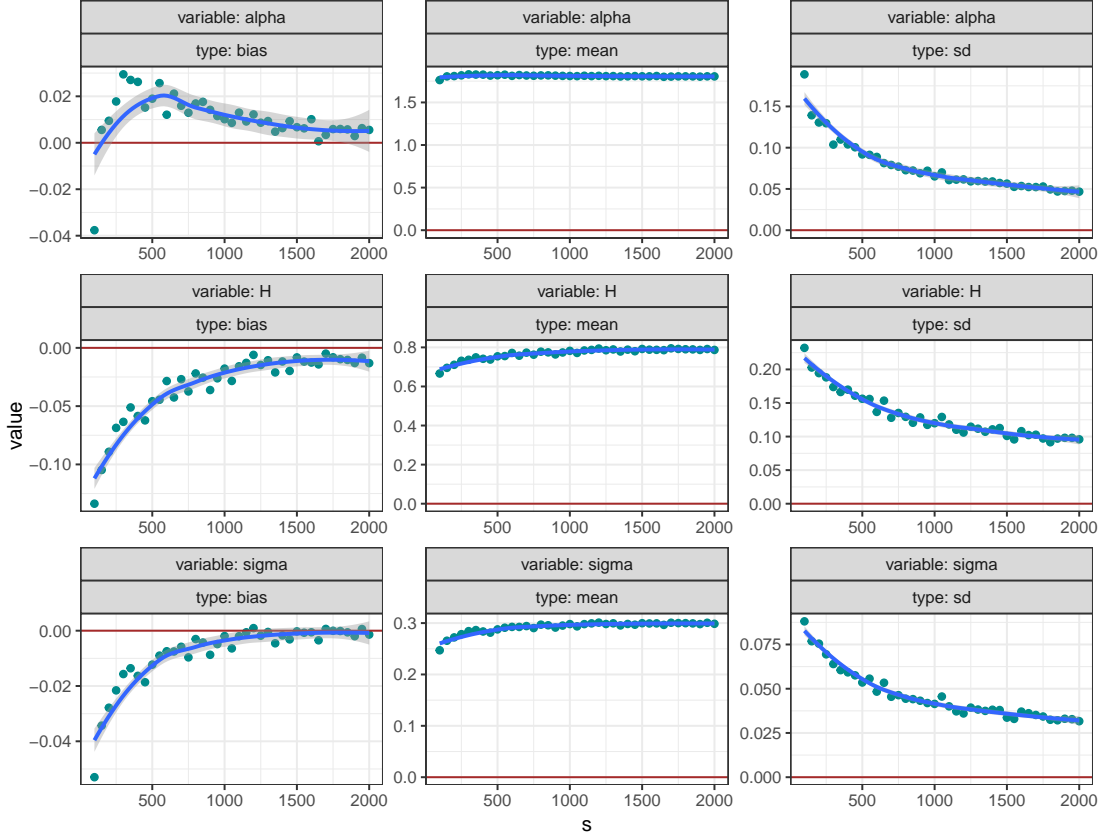 variable: alpha
variable: alpha
variable: alpha
type: bias
type: mean
type: sd
0.02
0.00
−0.02
−0.04
500 1000 1500 2000
1.5
1.0
0.5
0.0
500 1000 1500 2000
0.15
0.10
0.05
0.00
500 1000 1500 2000
variable: H
variable: H
variable: H
type: bias
type: mean
type: sd
0.00
−0.05
−0.10
500 1000 1500 2000
0.8
0.6
0.4
0.2
0.0
500 1000 1500 2000
0.20
0.15
0.10
0.05
0.00
500 1000 1500 2000
value
variable: sigma
variable: sigma
variable: sigma
type: bias
type: mean
type: sd
0.00
−0.02
−0.04
500 1000 1500 2000
0.3
0.2
0.1
0.0
500 1000 1500 2000
0.075
0.050
0.025
0.000
500 1000 1500 2000
s